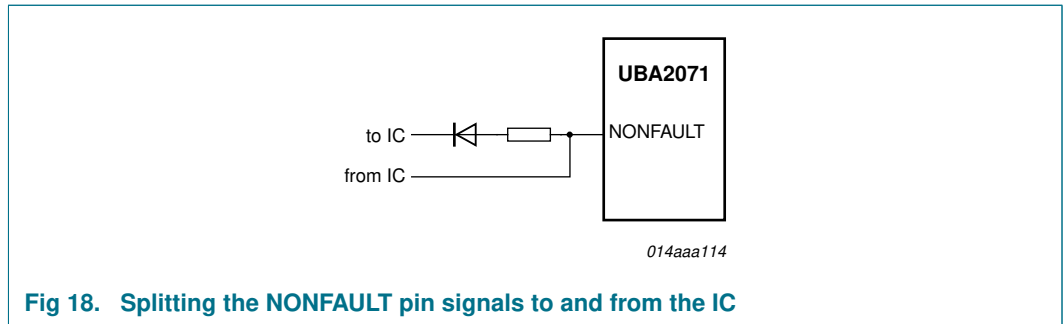 UBA2071
to IC
NONFAULT
from IC
014aaa114
Fig 18. Splitting the NONFAULT pin signals to and from the IC